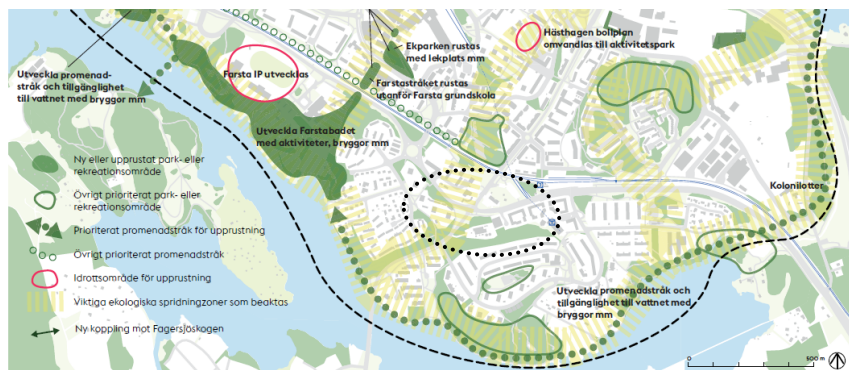 Utveckla promenad-
stråk och tillgänglighet
till vattnet med bryggor mm
Farsta IP utvecklas
Ekparken rustas
med lekplats mm
Farstastråket rustas
utanför Farsta grundskola
Hästhagen bollplan
omvandlas till aktivitetspark
Utveckla Farstabadet
med aktiviteter, bryggor mm
Kolonilotter
Utveckla promenadstråk och
tillgänglighet till vattnet med
bryggor mm
Ny eller upprustat park- eller
rekreationsområde
Övrigt prioriterat park- eller
rekreationsområde
Prioriterat promenadstråk för upprustning
Övrigt prioriterat promenadstråk
Idrottsområde för upprustning
Viktiga ekologiska spridningzoner som beaktas
Ny koppling mot Fagersjöskogen
0
500 m